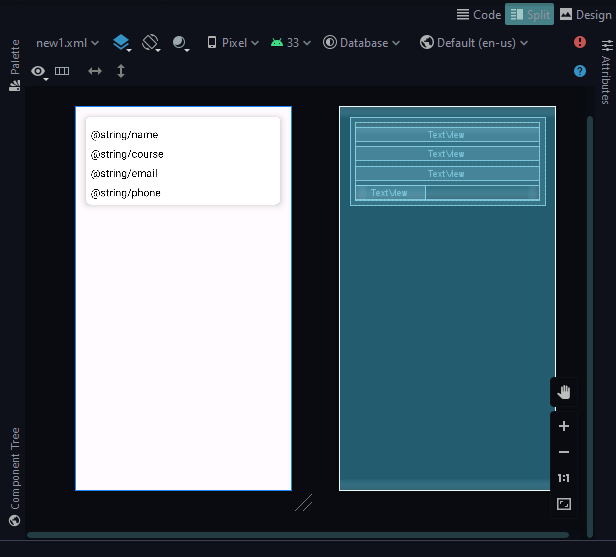 Code Split Design
Palette
new1.xml Pixel 33 Database Default (en-us)
Attributes
@string/name
@string/course
@string/email
@string/phone
TextView
TextView
TextView
TextView
Component Tree
1:1